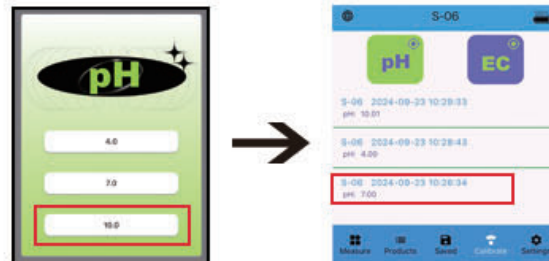 pH
4.0
7.0
10.0
S-06
pH
EC
S-06 2024-09-23 10:28:53
pH: 10.01
S-06 2024-09-23 10:28:43
pH: 4.00
S-06 2024-09-23 10:28:34
pH: 7.00
Measure Products Saved Calibrate Settings